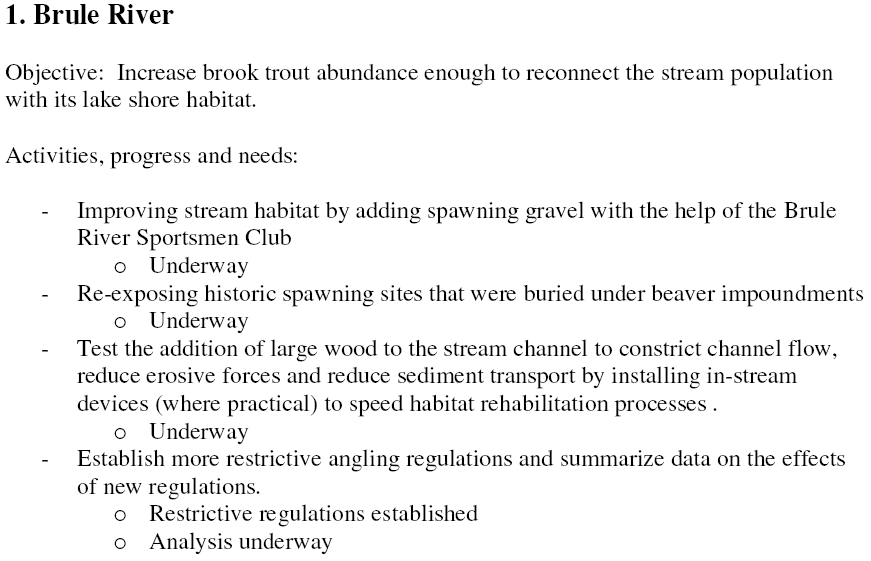 1. Brule River
Objective:  Increase brook trout abundance enough to reconnect the stream population
with its lake shore habitat.
Activities, progress and needs:
- Improving stream habitat by adding spawning gravel with the help of the Brule
River Sportsmen Club
o Underway
- Re-exposing historic spawning sites that were buried under beaver impoundments
o Underway
- Test the addition of large wood to the stream channel to constrict channel flow,
reduce erosive forces and reduce sediment transport by installing in-stream
devices (where practical) to speed habitat rehabilitation processes .
o Underway
- Establish more restrictive angling regulations and summarize data on the effects
of new regulations.
o Restrictive regulations established
o Analysis underway